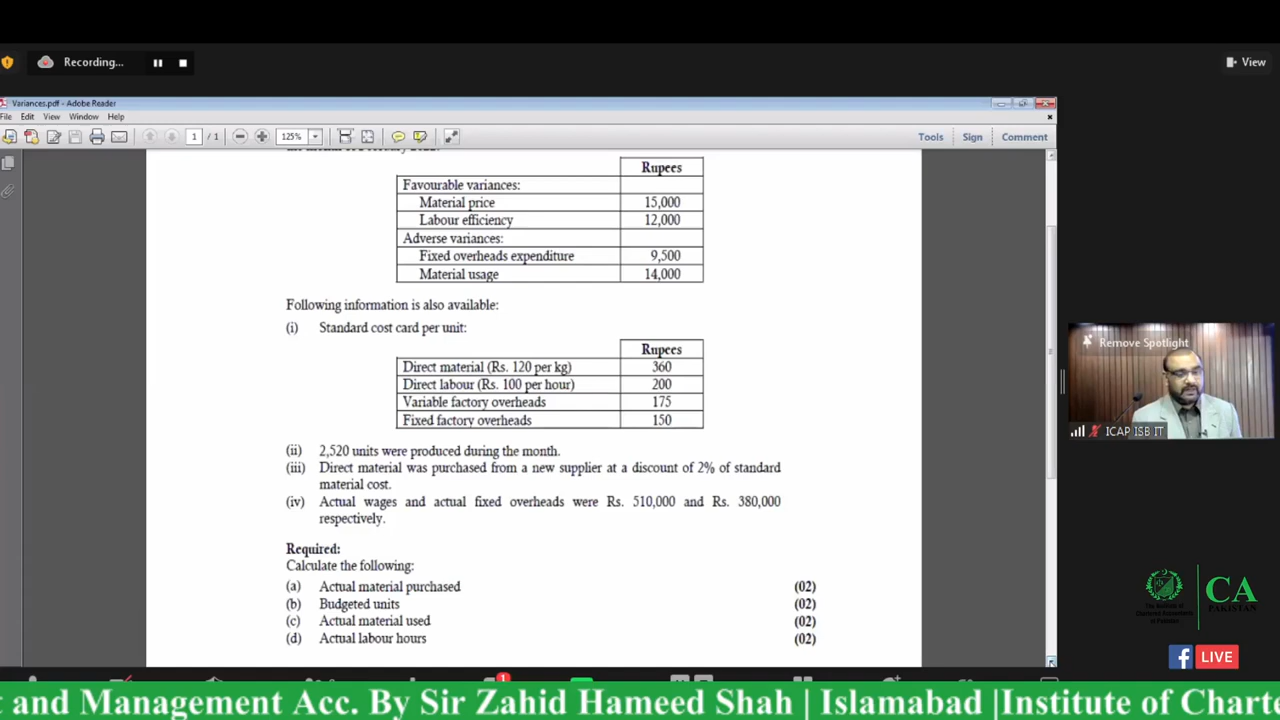 Recording...
View
Variances.pdf - Adobe Reader
File Edit View Window Help
1 / 1 125% Tools Sign Comment
Rupees
Favourable variances:
Material price 15,000
Labour efficiency 12,000
Adverse variances:
Fixed overheads expenditure 9,500
Material usage 14,000
Following information is also available:
(i) Standard cost card per unit:
Rupees
Direct material (Rs. 120 per kg) 360
Direct labour (Rs. 100 per hour) 200
Variable factory overheads 175
Fixed factory overheads 150
(ii) 2,520 units were produced during the month.
(iii) Direct material was purchased from a new supplier at a discount of 2% of standard
material cost.
(iv) Actual wages and actual fixed overheads were Rs. 510,000 and Rs. 380,000
respectively.
Required:
Calculate the following:
(a) Actual material purchased (02)
(b) Budgeted units (02)
(c) Actual material used (02)
(d) Actual labour hours (02)
Remove Spotlight
ICAP ISB IT
The Institute of
Chartered Accountants
of Pakistan
CA
PAKISTAN
f LIVE
1
t and Management Acc. By Sir Zahid Hameed Shah | Islamabad |Institute of Charte